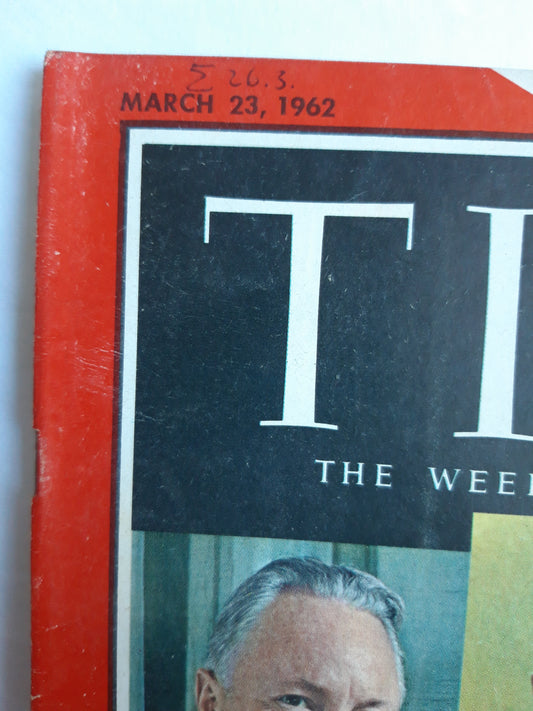 Σ 26.3.
MARCH 23, 1962
TI
THE WEE